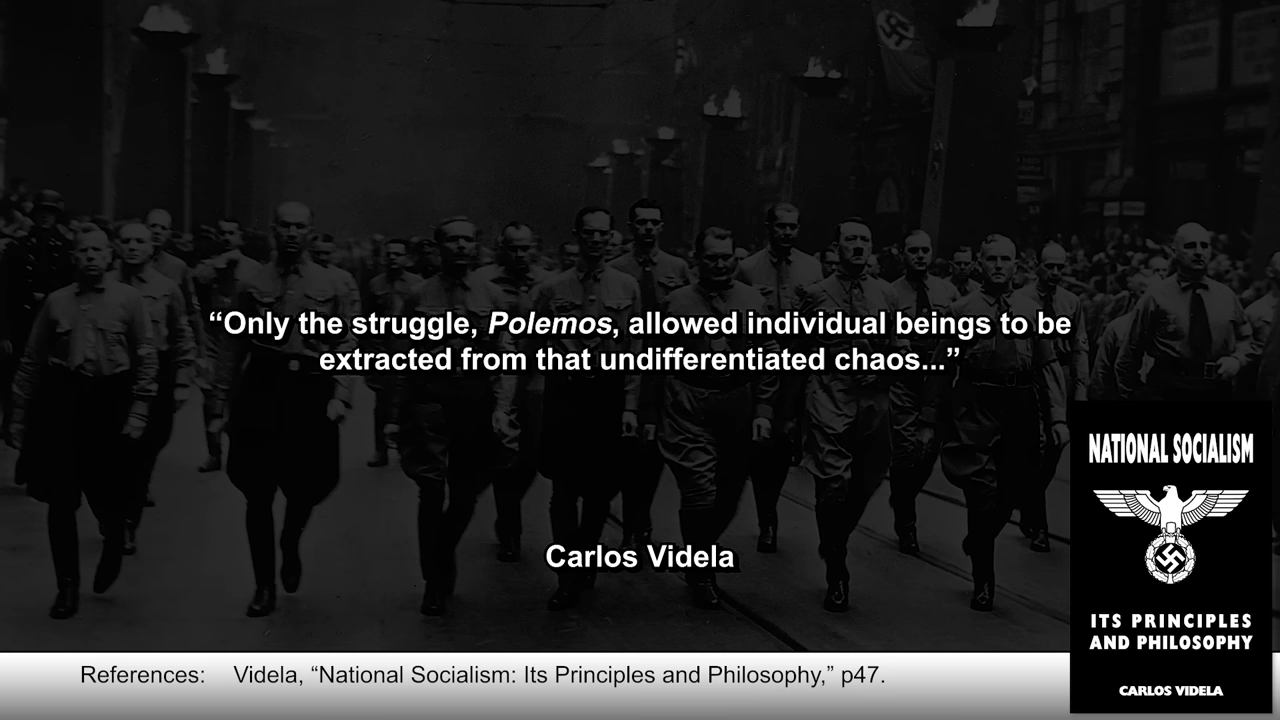 “Only the struggle, Polemos, allowed individual beings to be
extracted from that undifferentiated chaos...”
Carlos Videla
NATIONAL SOCIALISM
ITS PRINCIPLES
AND PHILOSOPHY
CARLOS VIDELA
References: Videla, “National Socialism: Its Principles and Philosophy,” p47.